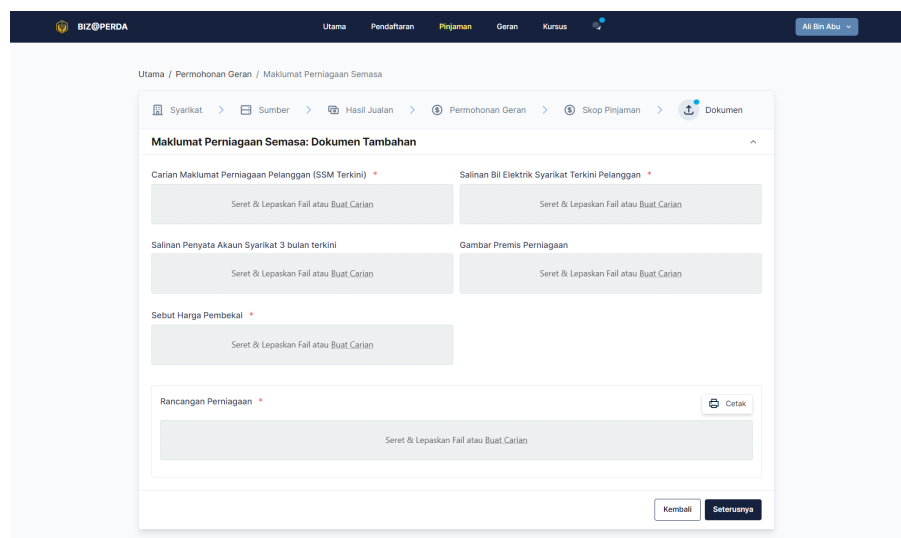 BIZ@PERDA
Utama Pendaftaran Pinjaman Geran Kursus
Ali Bin Abu
Utama / Permohonan Geran / Maklumat Perniagaan Semasa
Syarikat Sumber Hasil Jualan Permohonan Geran Skop Pinjaman Dokumen
Maklumat Perniagaan Semasa: Dokumen Tambahan
Carian Maklumat Perniagaan Pelanggan (SSM Terkini) *
Seret & Lepaskan Fail atau Buat Carian
Salinan Bil Elektrik Syarikat Terkini Pelanggan *
Seret & Lepaskan Fail atau Buat Carian
Salinan Penyata Akaun Syarikat 3 bulan terkini
Seret & Lepaskan Fail atau Buat Carian
Gambar Premis Perniagaan
Seret & Lepaskan Fail atau Buat Carian
Sebut Harga Pembekal *
Seret & Lepaskan Fail atau Buat Carian
Rancangan Perniagaan *
Cetak
Seret & Lepaskan Fail atau Buat Carian
Kembali
Seterusnya